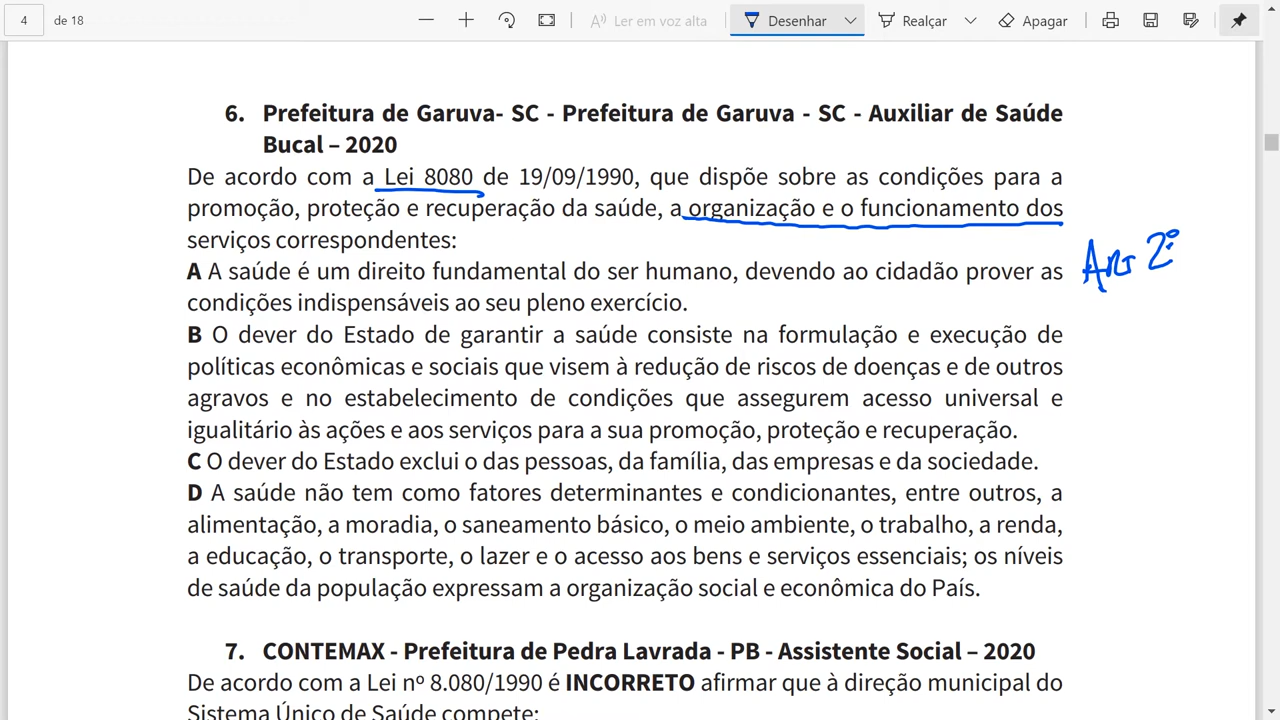 4 de 18 Ler em voz alta Desenhar Realçar Apagar
6. Prefeitura de Garuva- SC - Prefeitura de Garuva - SC - Auxiliar de Saúde
Bucal – 2020
De acordo com a Lei 8080 de 19/09/1990, que dispõe sobre as condições para a
promoção, proteção e recuperação da saúde, a organização e o funcionamento dos
serviços correspondentes:
A A saúde é um direito fundamental do ser humano, devendo ao cidadão prover as
Art 2º
condições indispensáveis ao seu pleno exercício.
B O dever do Estado de garantir a saúde consiste na formulação e execução de
políticas econômicas e sociais que visem à redução de riscos de doenças e de outros
agravos e no estabelecimento de condições que assegurem acesso universal e
igualitário às ações e aos serviços para a sua promoção, proteção e recuperação.
C O dever do Estado exclui o das pessoas, da família, das empresas e da sociedade.
D A saúde não tem como fatores determinantes e condicionantes, entre outros, a
alimentação, a moradia, o saneamento básico, o meio ambiente, o trabalho, a renda,
a educação, o transporte, o lazer e o acesso aos bens e serviços essenciais; os níveis
de saúde da população expressam a organização social e econômica do País.
7. CONTEMAX - Prefeitura de Pedra Lavrada - PB - Assistente Social – 2020
De acordo com a Lei nº 8.080/1990 é INCORRETO afirmar que à direção municipal do
Sistema Único de Saúde compete: